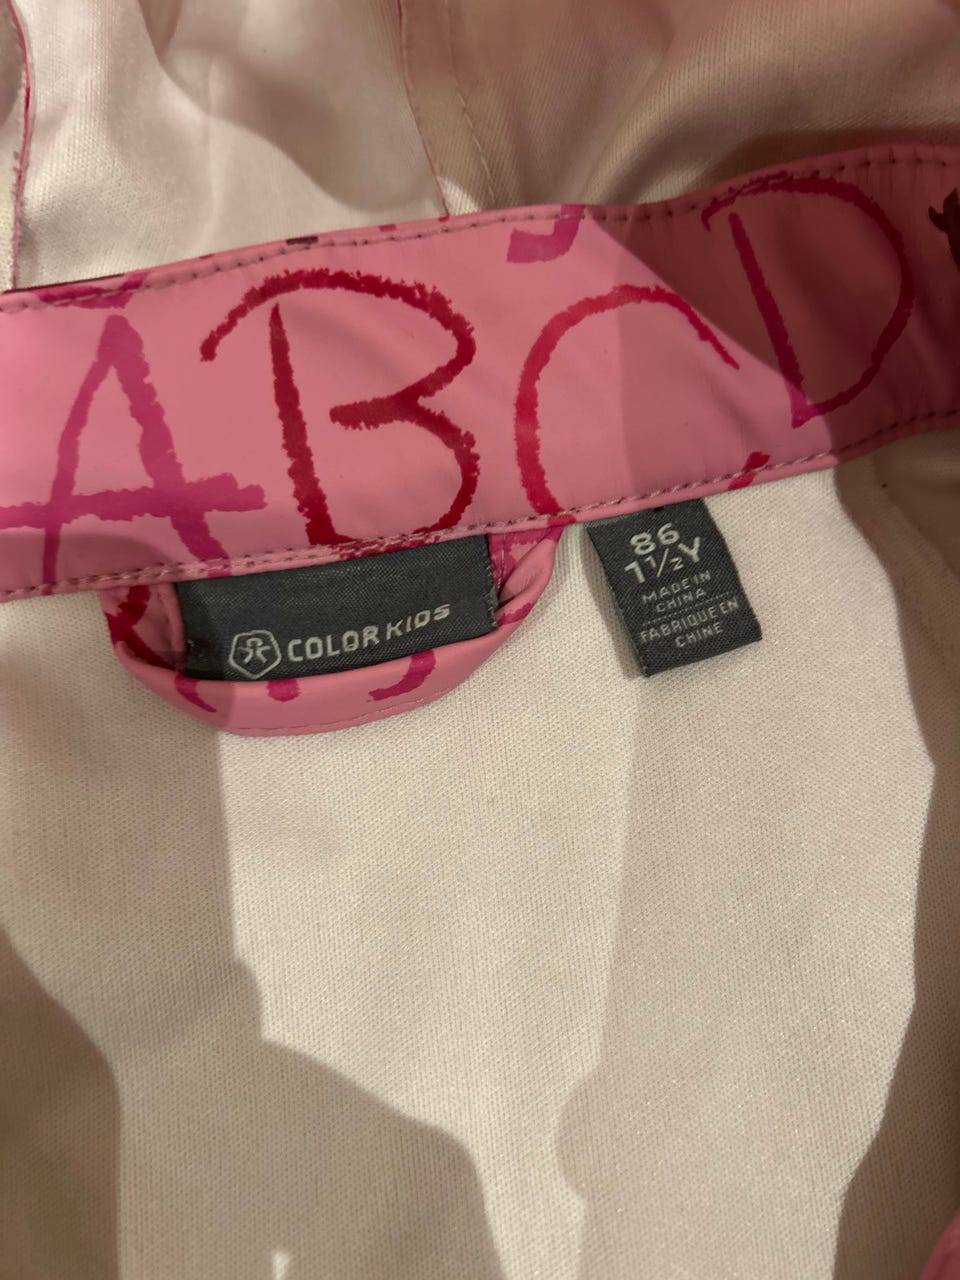 ABCD
COLOR KIDS
86
1½Y
MADE IN
CHINA
FABRIQUE EN
CHINE